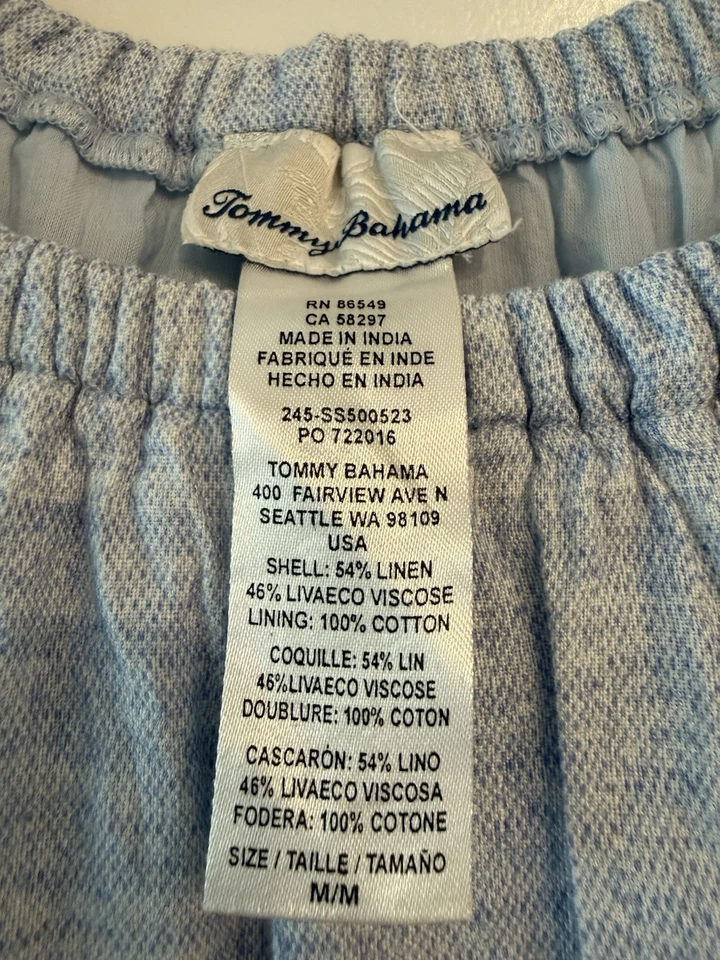 Tommy Bahama
RN 86549
CA 58297
MADE IN INDIA
FABRIQUÉ EN INDE
HECHO EN INDIA
245-SS500523
PO 722016
TOMMY BAHAMA
400 FAIRVIEW AVE N
SEATTLE WA 98109
USA
SHELL: 54% LINEN
46% LIVAECO VISCOSE
LINING: 100% COTTON
COQUILLE: 54% LIN
46%LIVAECO VISCOSE
DOUBLURE: 100% COTON
CASCARÓN: 54% LINO
46% LIVAECO VISCOSA
FODERA: 100% COTONE
SIZE / TAILLE / TAMAÑO
M/M